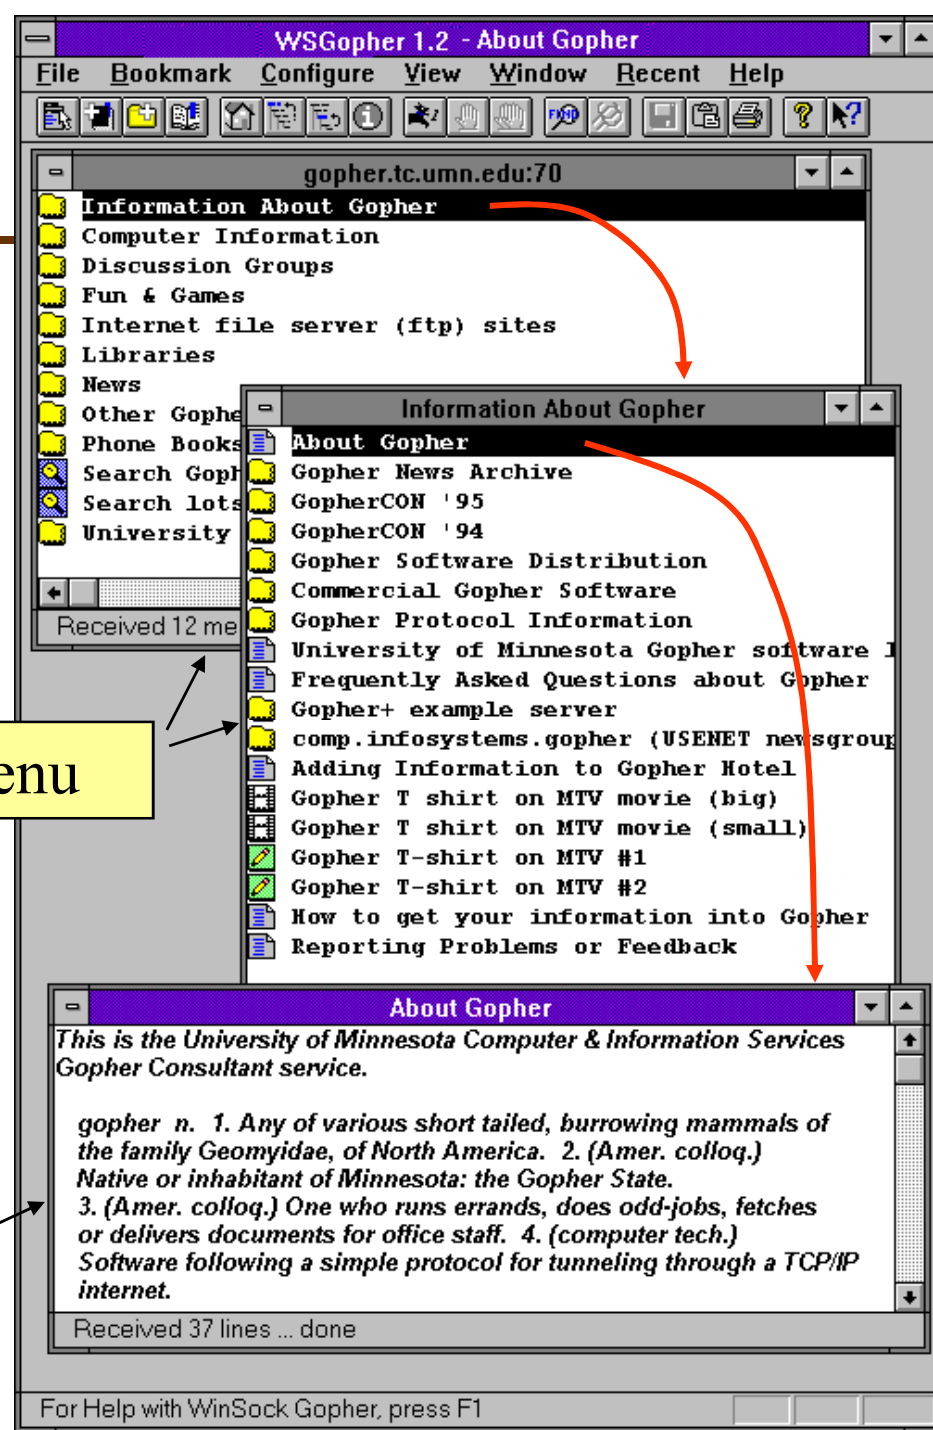 WSGopher 1.2 - About Gopher
File Bookmark Configure View Window Recent Help
FIND
gopher.tc.umn.edu:70
Information About Gopher
Computer Information
Discussion Groups
Fun & Games
Internet file server (ftp) sites
Libraries
News
Other Gophe
Phone Books
Search Goph
Search lots
University
Received 12 me
Information About Gopher
About Gopher
Gopher News Archive
GopherCON '95
GopherCON '94
Gopher Software Distribution
Commercial Gopher Software
Gopher Protocol Information
University of Minnesota Gopher software
Frequently Asked Questions about Gopher
Gopher+ example server
comp.infosystems.gopher (USENET newsgroup
Adding Information to Gopher Hotel
Gopher T shirt on MTV movie (big)
Gopher T shirt on MTV movie (small)
Gopher T-shirt on MTV #1
Gopher T-shirt on MTV #2
How to get your information into Gopher
Reporting Problems or Feedback
enu
About Gopher
This is the University of Minnesota Computer & Information Services
Gopher Consultant service.
gopher n. 1. Any of various short tailed, burrowing mammals of
the family Geomyidae, of North America. 2. (Amer. colloq.)
Native or inhabitant of Minnesota: the Gopher State.
3. (Amer. colloq.) One who runs errands, does odd-jobs, fetches
or delivers documents for office staff. 4. (computer tech.)
Software following a simple protocol for tunneling through a TCP/IP
internet.
Received 37 lines ... done
For Help with WinSock Gopher, press F1